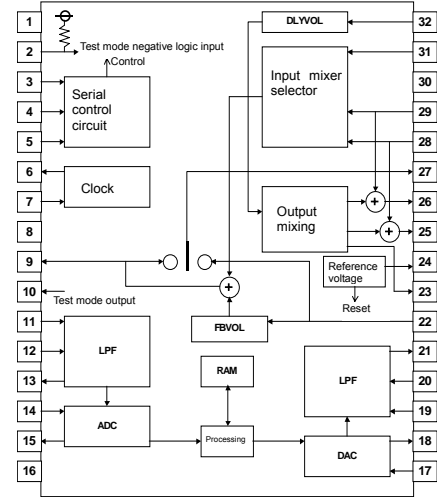 1
2
3
4
5
6
7
8
9
10
11
12
13
14
15
16
Test mode negative logic input
Control
Serial
control
circuit
Clock
Test mode output
LPF
ADC
DLYVOL
Input mixer
selector
Output
mixing
+
+
+
Reference
voltage
Reset
FBVOL
RAM
Processing
LPF
DAC
32
31
30
29
28
27
26
25
24
23
22
21
20
19
18
17